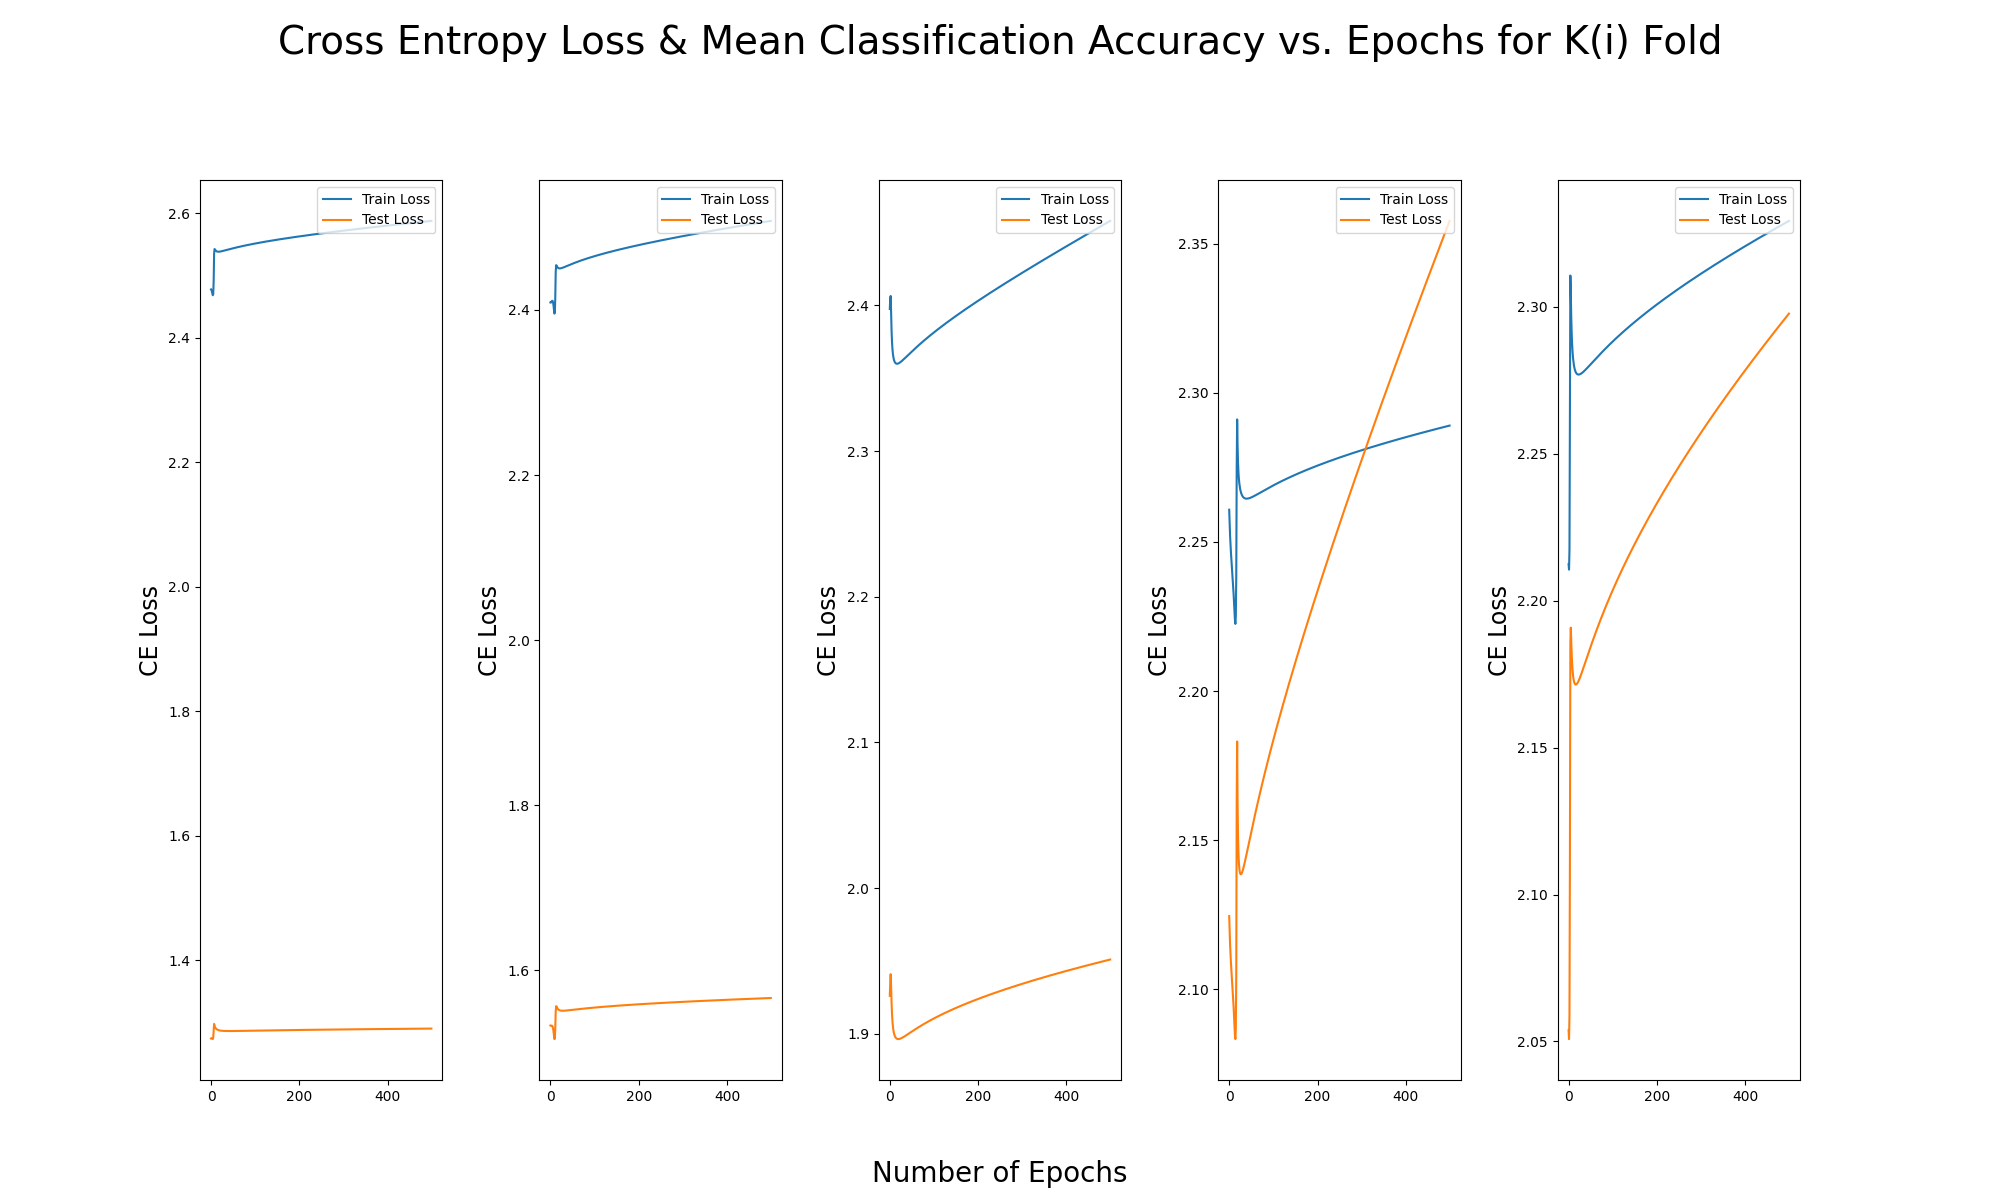 Cross Entropy Loss & Mean Classification Accuracy vs. Epochs for K(i) Fold
CE Loss
2.6
2.4
2.2
2.0
1.8
1.6
1.4
0 200 400
Train Loss
Test Loss
CE Loss
2.4
2.2
2.0
1.8
1.6
0 200 400
Train Loss
Test Loss
CE Loss
2.4
2.3
2.2
2.1
2.0
1.9
0 200 400
Train Loss
Test Loss
CE Loss
2.35
2.30
2.25
2.20
2.15
2.10
0 200 400
Train Loss
Test Loss
CE Loss
2.30
2.25
2.20
2.15
2.10
2.05
0 200 400
Train Loss
Test Loss
Number of Epochs